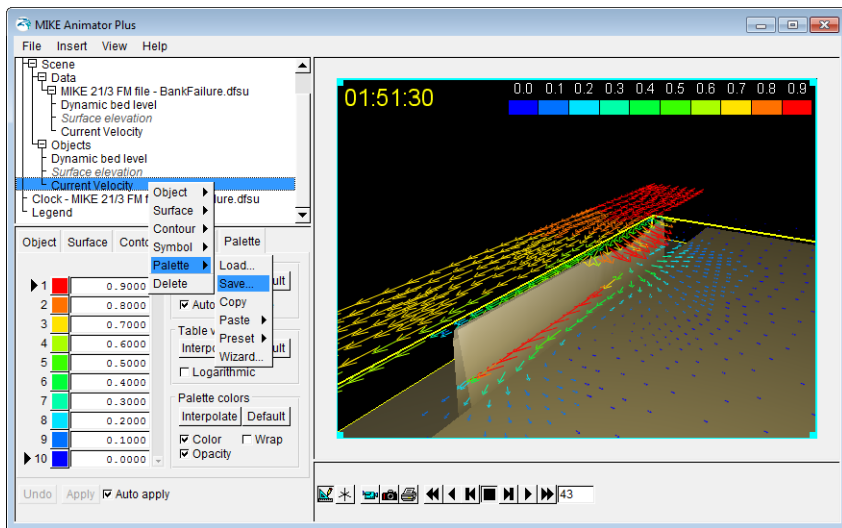 MIKE Animator Plus
File Insert View Help
Scene
Data
MIKE 21/3 FM file - BankFailure.dfsu
Dynamic bed level
Surface elevation
Current Velocity
Objects
Dynamic bed level
Surface elevation
Current Velocity
Clock - MIKE 21/3 FM f lure.dfsu
Legend
Object
Surface
Contour
Symbol
Palette
Delete
Load...
Save...
Copy
Paste
Preset
Wizard...
Object Surface Conto Palette
1 0.9000
2 0.8000
3 0.7000
4 0.6000
5 0.5000
6 0.4000
7 0.3000
8 0.2000
9 0.1000
10 0.0000
ult
Auto
Table v
Interpo ult
Logarithmic
Palette colors
Interpolate Default
Color Wrap
Opacity
Undo Apply Auto apply
01:51:30
0.0 0.1 0.2 0.3 0.4 0.5 0.6 0.7 0.8 0.9
43